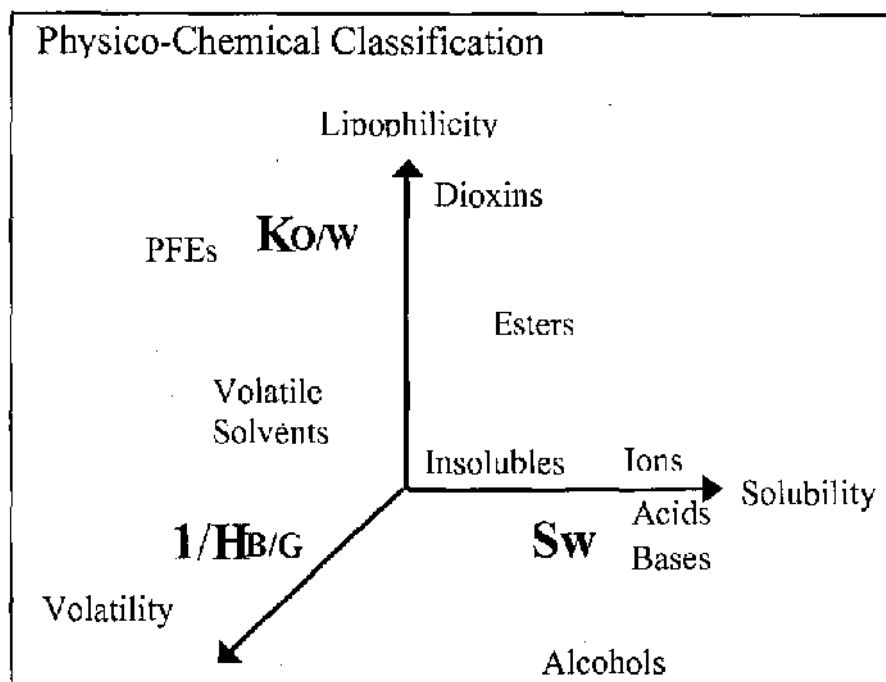 Physico-Chemical Classification
Lipophilicity
Dioxins
PFEs
KO/W
Esters
Volatile
Solvents
Insolubles
Ions
Solubility
Acids
1/HB/G
Sw
Bases
Volatility
Alcohols